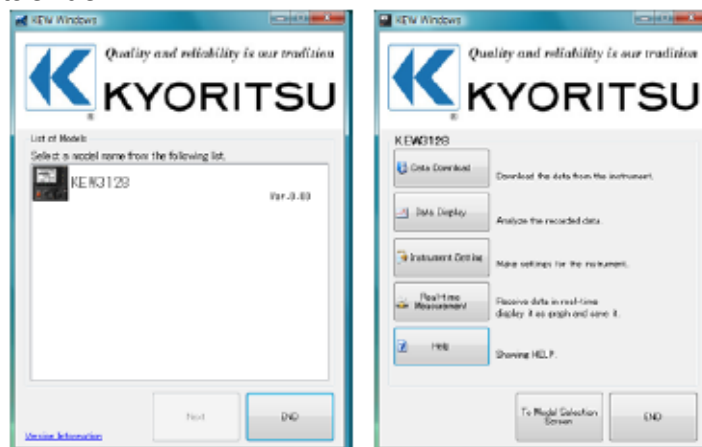 KEW Windows
Quality and reliability is our tradition
KYORITSU
List of Models
Select a model name from the following list.
KEW3128
Version Information
Next
END
KEW Windows
Quality and reliability is our tradition
KYORITSU
KEW3128
Data Download
Download the data from the instrument.
Data Display
Analyze the recorded data.
Instrument Setting
Make settings for the instrument.
Real-time
Measurement
Receive data in real-time
display it as graph and save it.
Help
Showing HELP.
To Model Selection
Screen
END